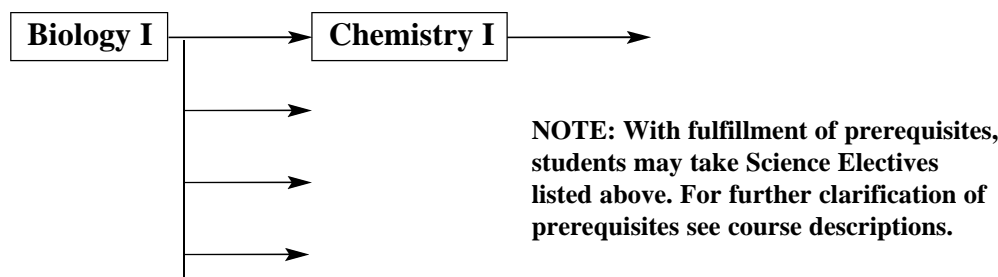 Biology I
Chemistry I
NOTE: With fulfillment of prerequisites,
students may take Science Electives
listed above. For further clarification of
prerequisites see course descriptions.